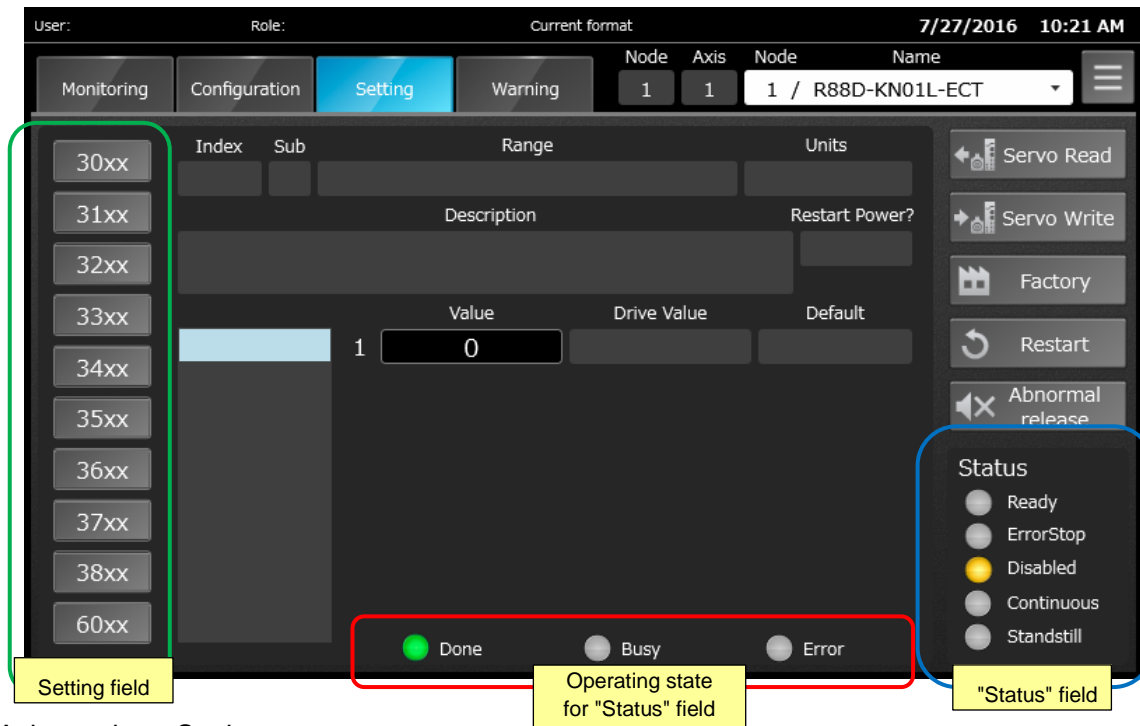 User: Role: Current format 7/27/2016 10:21 AM
Monitoring Configuration Setting Warning
Node Axis Node Name
1 1 1 / R88D-KN01L-ECT
30xx
31xx
32xx
33xx
34xx
35xx
36xx
37xx
38xx
60xx
Index Sub Range Units
Description Restart Power?
Value Drive Value Default
1 0
Servo Read
Servo Write
Factory
Restart
Abnormal
release
Status
Ready
ErrorStop
Disabled
Continuous
Standstill
Done Busy Error
Setting field
Operating state
for "Status" field
"Status" field